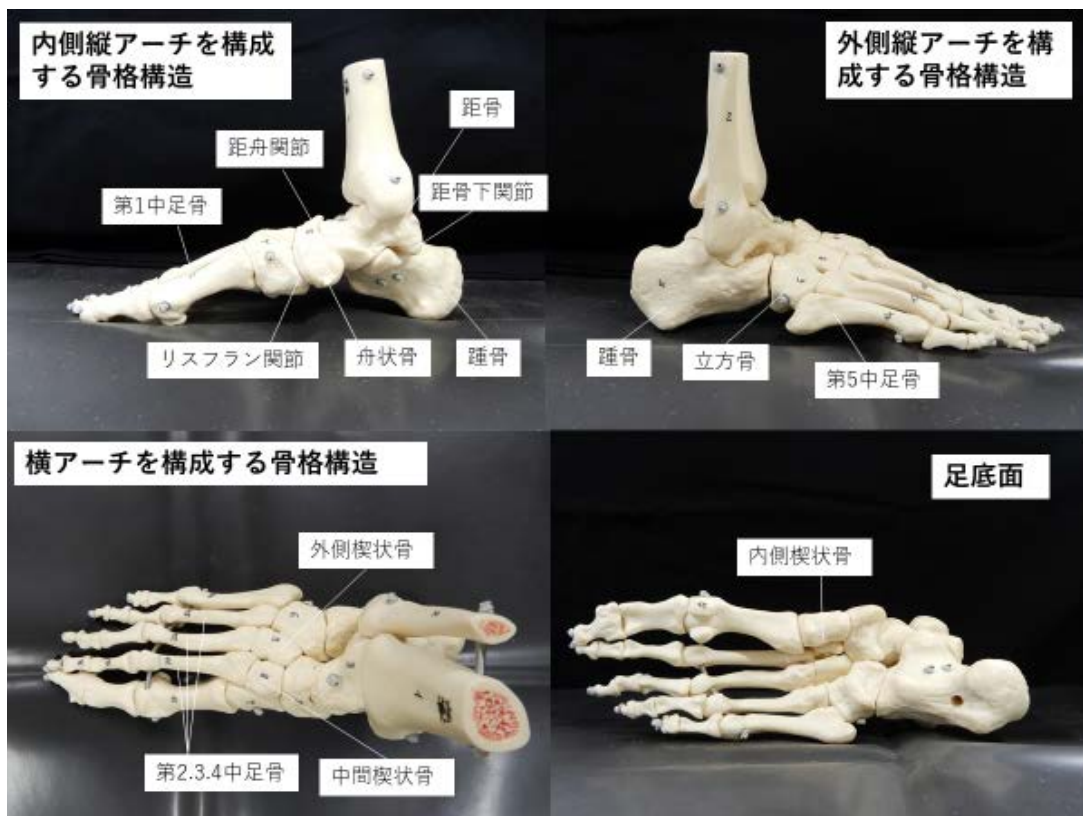 内側縦アーチを構成
する骨格構造
距骨
距舟関節
距骨下関節
第1中足骨
リスフラン関節
舟状骨
踵骨
外側縦アーチを構
成する骨格構造
踵骨
立方骨
第5中足骨
横アーチを構成する骨格構造
外側楔状骨
第2.3.4中足骨
中間楔状骨
足底面
内側楔状骨